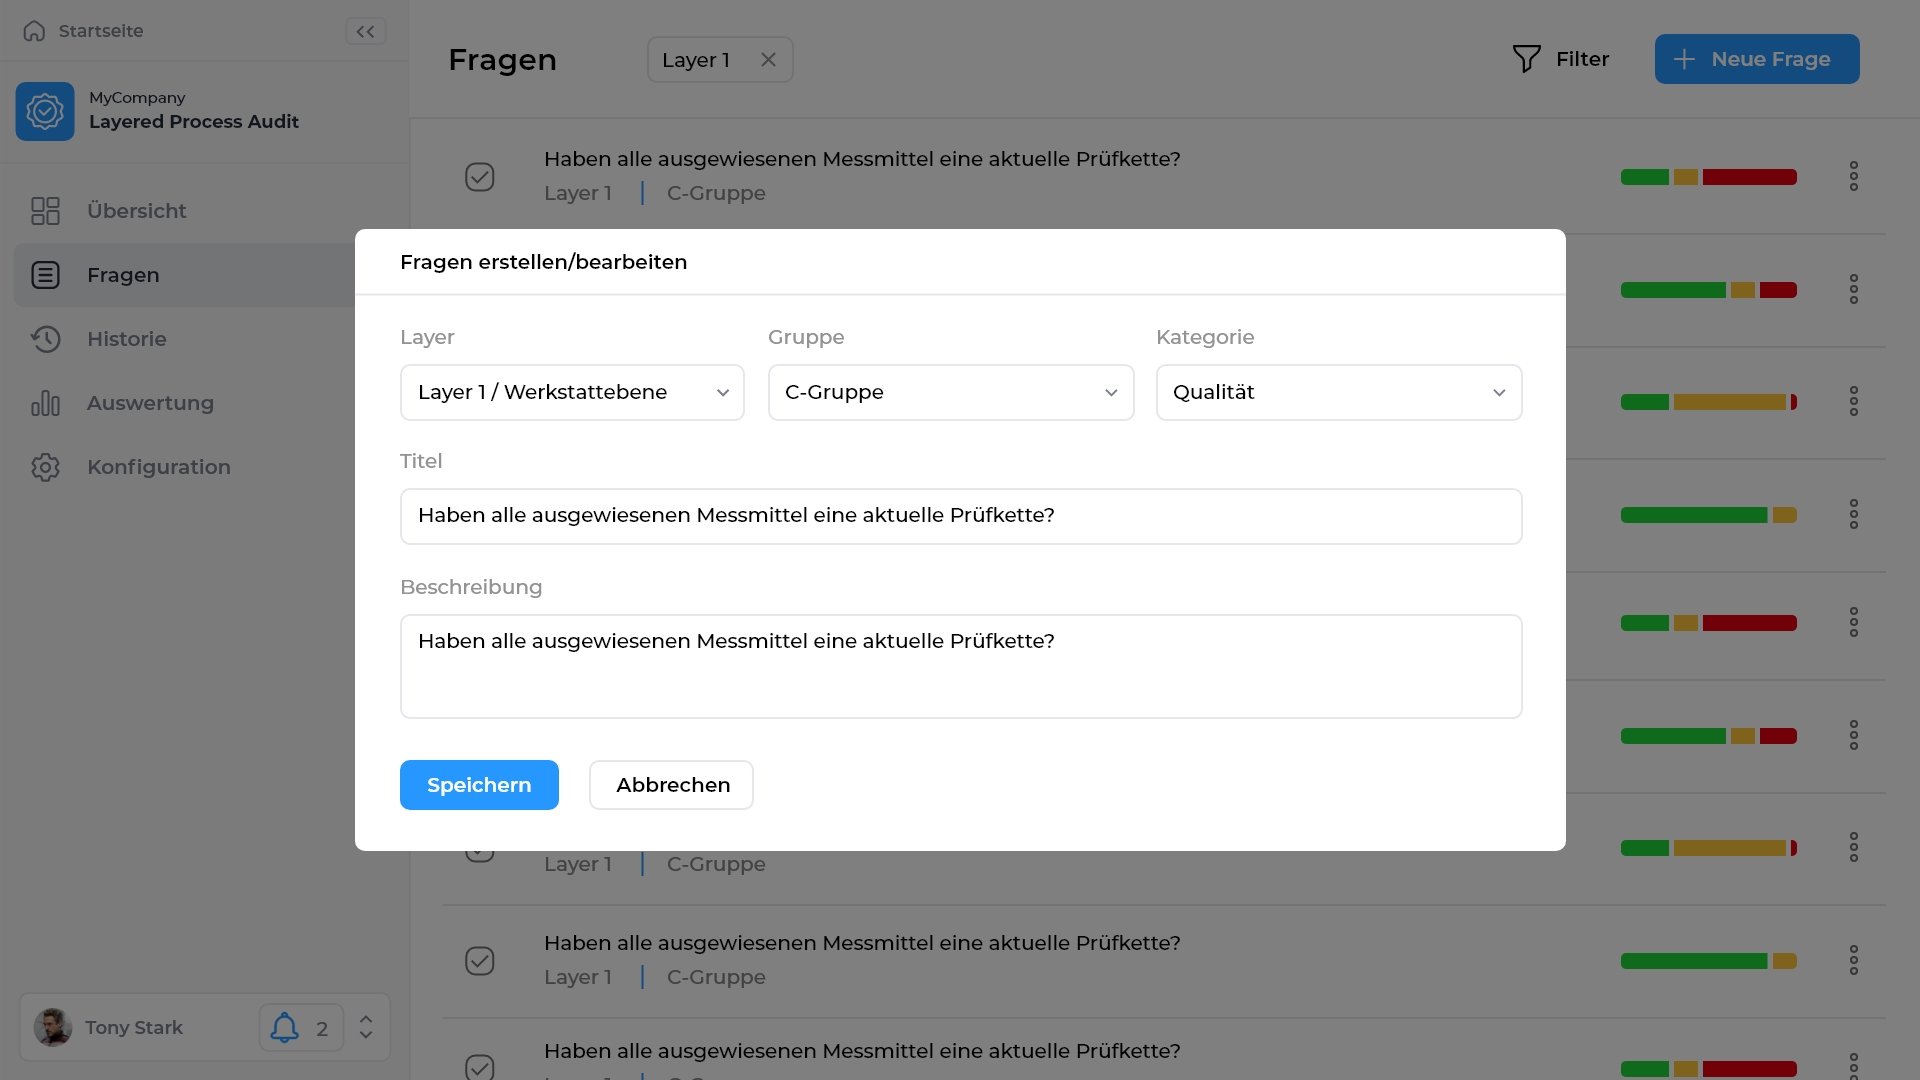 Startseite
MyCompany
Layered Process Audit
Übersicht
Fragen
Historie
Auswertung
Konfiguration
Tony Stark
2
Fragen
Layer 1
Filter
Neue Frage
Haben alle ausgewiesenen Messmittel eine aktuelle Prüfkette?
Layer 1 C-Gruppe
Fragen erstellen/bearbeiten
Layer Gruppe Kategorie
Layer 1 / Werkstattebene C-Gruppe Qualität
Titel
Haben alle ausgewiesenen Messmittel eine aktuelle Prüfkette?
Beschreibung
Haben alle ausgewiesenen Messmittel eine aktuelle Prüfkette?
Speichern Abbrechen
Layer 1 C-Gruppe
Haben alle ausgewiesenen Messmittel eine aktuelle Prüfkette?
Layer 1 C-Gruppe
Haben alle ausgewiesenen Messmittel eine aktuelle Prüfkette?